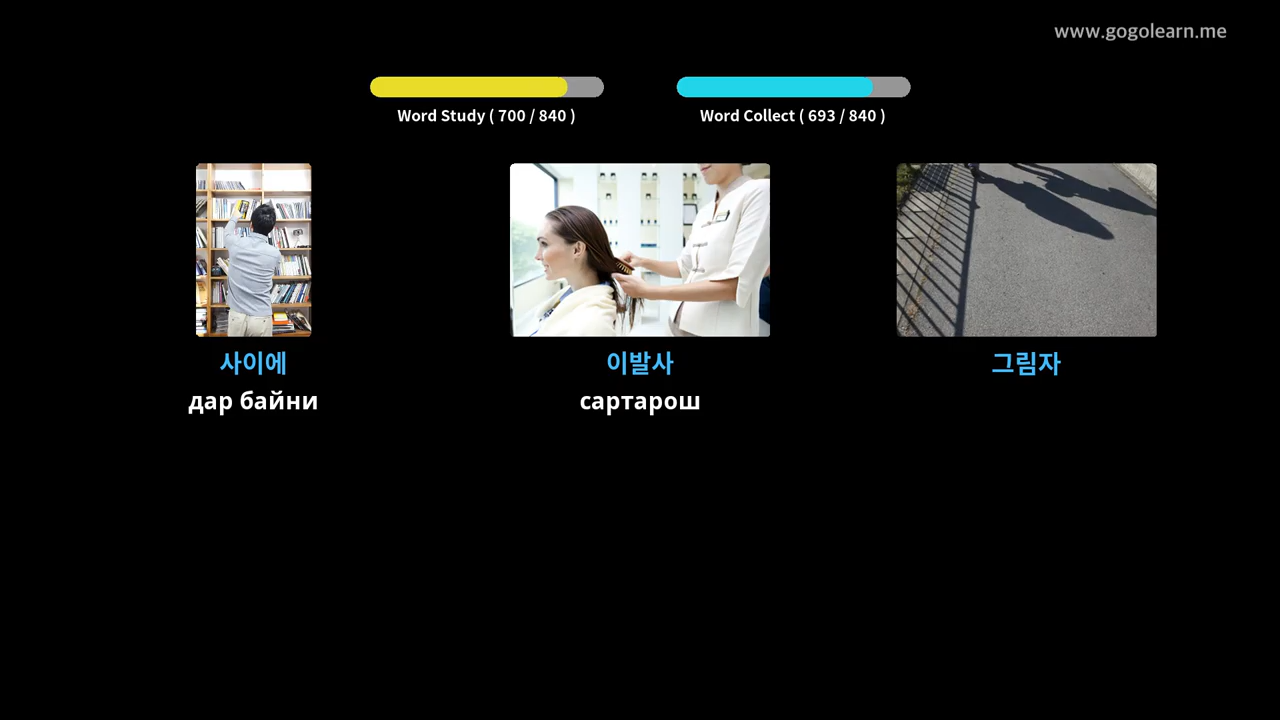 www.gogolearn.me
Word Study ( 700 / 840 )
Word Collect ( 693 / 840 )
사이에
дар байни
이발사
сартарош
그림자